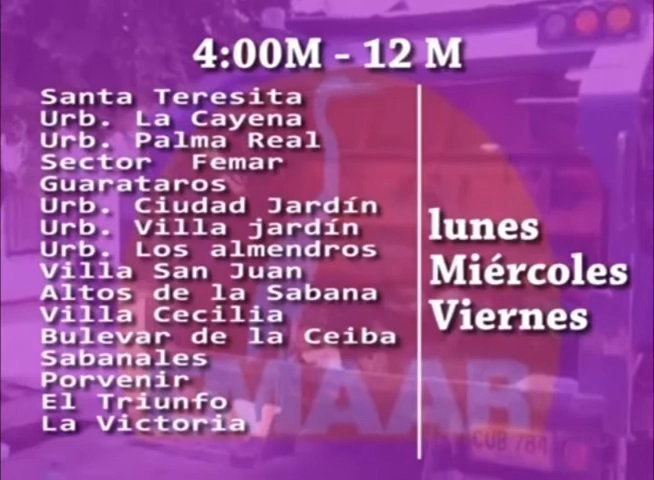 4:00M - 12 M
Santa Teresita
Urb. La Cayena
Urb. Palma Real
Sector Femar
Guarataros
Urb. Ciudad Jardín
Urb. Villa jardín
Urb. Los almendros
Villa San Juan
Altos de la Sabana
Villa Cecilia
Bulevar de la Ceiba
Sabanales
Porvenir
El Triunfo
La Victoria
lunes
Miércoles
Viernes
MAAB
CUB 784